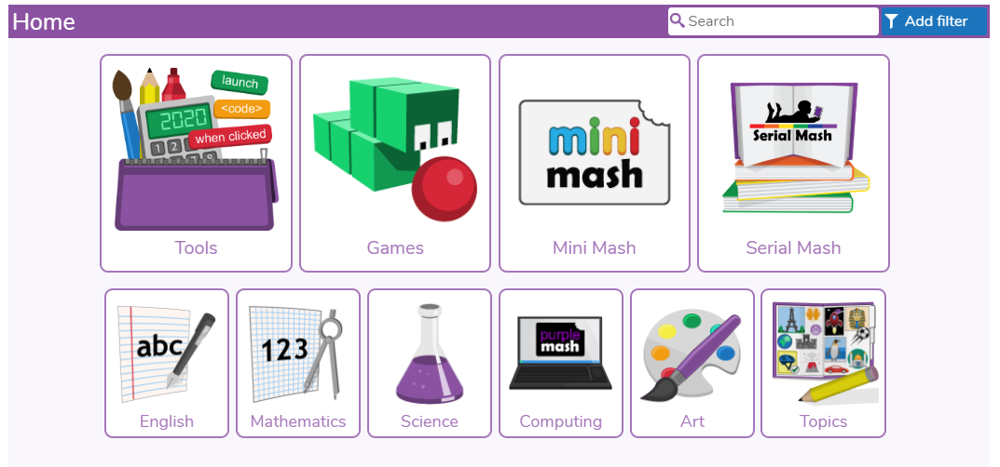 Home
Search
Add filter
launch
<code>
2020
when clicked
1 2
Tools
Games
mini
mash
Mini Mash
Serial Mash
Serial Mash
abc
English
123
Mathematics
Science
purple
mash
Computing
Art
Topics